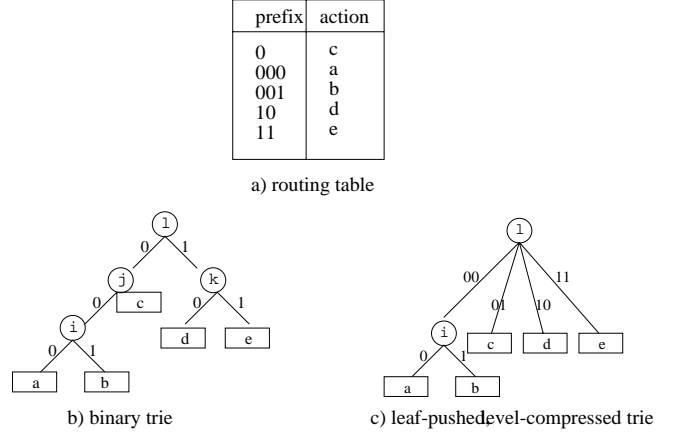 prefix action
0 c
000 a
001 b
10 d
11 e
a) routing table
l
0 1
j k
0 c 0 1
i d e
0 1
a b
b) binary trie
l
00 01 10 11
i c d e
0 1
a b
c) leaf-pushed,level-compressed trie